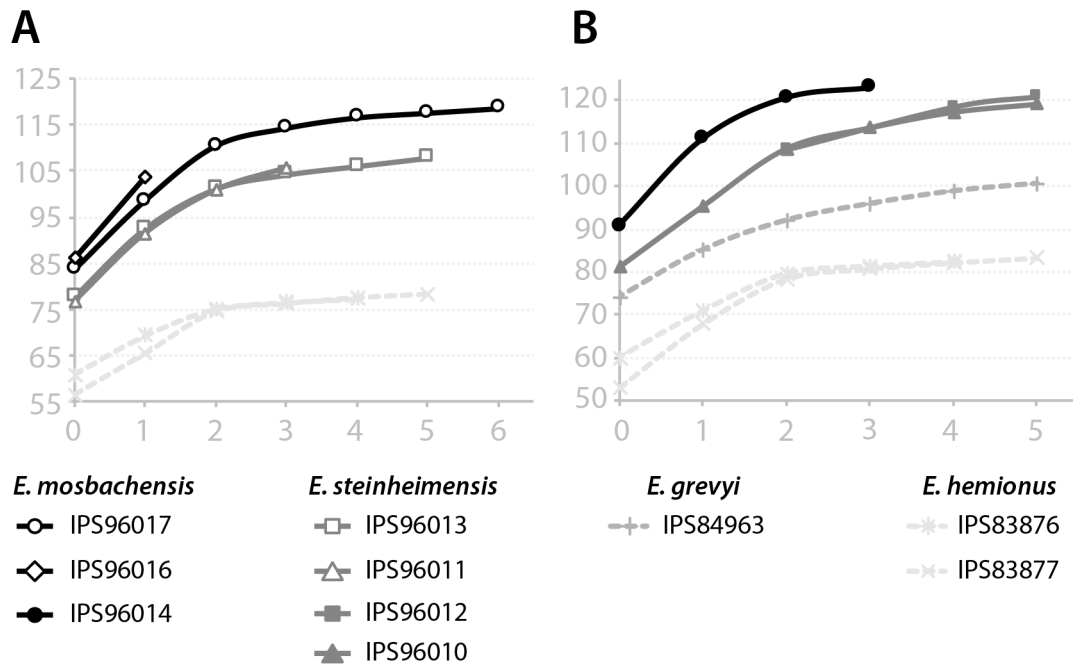 A
125
115
105
95
85
75
65
55
0 1 2 3 4 5 6
B
120
110
100
90
80
70
60
50
0 1 2 3 4 5
E. mosbachensis
IPS96017
IPS96016
IPS96014
E. steinheimensis
IPS96013
IPS96011
IPS96012
IPS96010
E. grevyi
IPS84963
E. hemionus
IPS83876
IPS83877